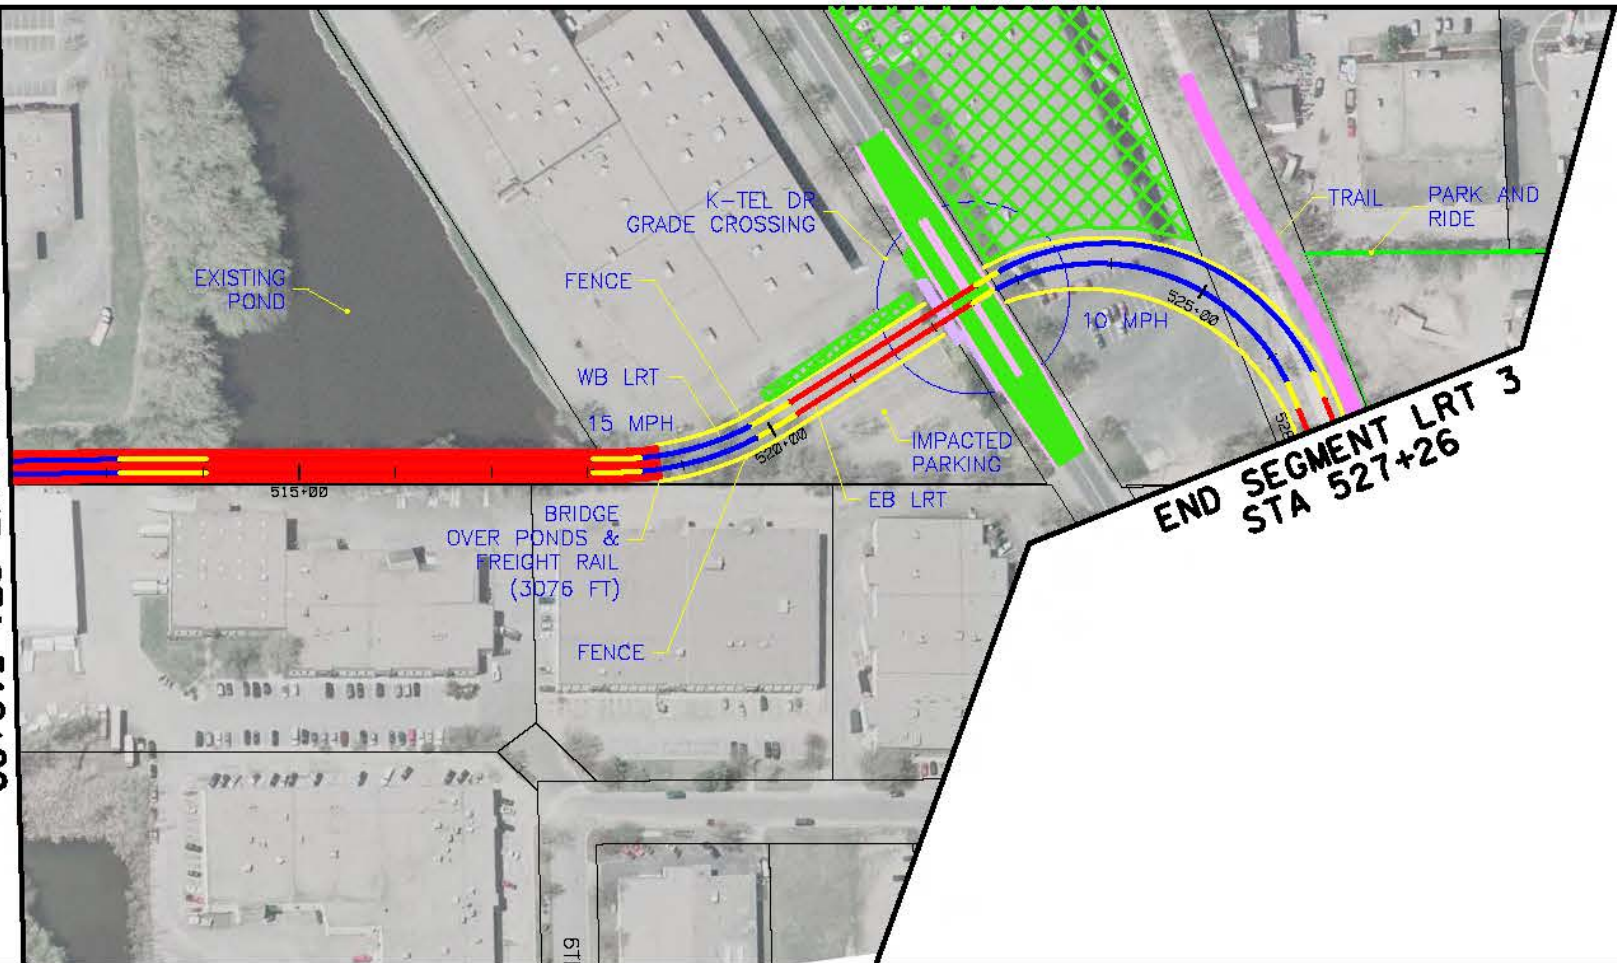 K-TEL DR
GRADE CROSSING
TRAIL
PARK AND
RIDE
EXISTING
POND
FENCE
525+00
10 MPH
WB LRT
15 MPH
520+00
IMPACTED
PARKING
EB LRT
515+00
BRIDGE
OVER PONDS &
FREIGHT RAIL
(3076 FT)
FENCE
END SEGMENT LRT 3
STA 527+26